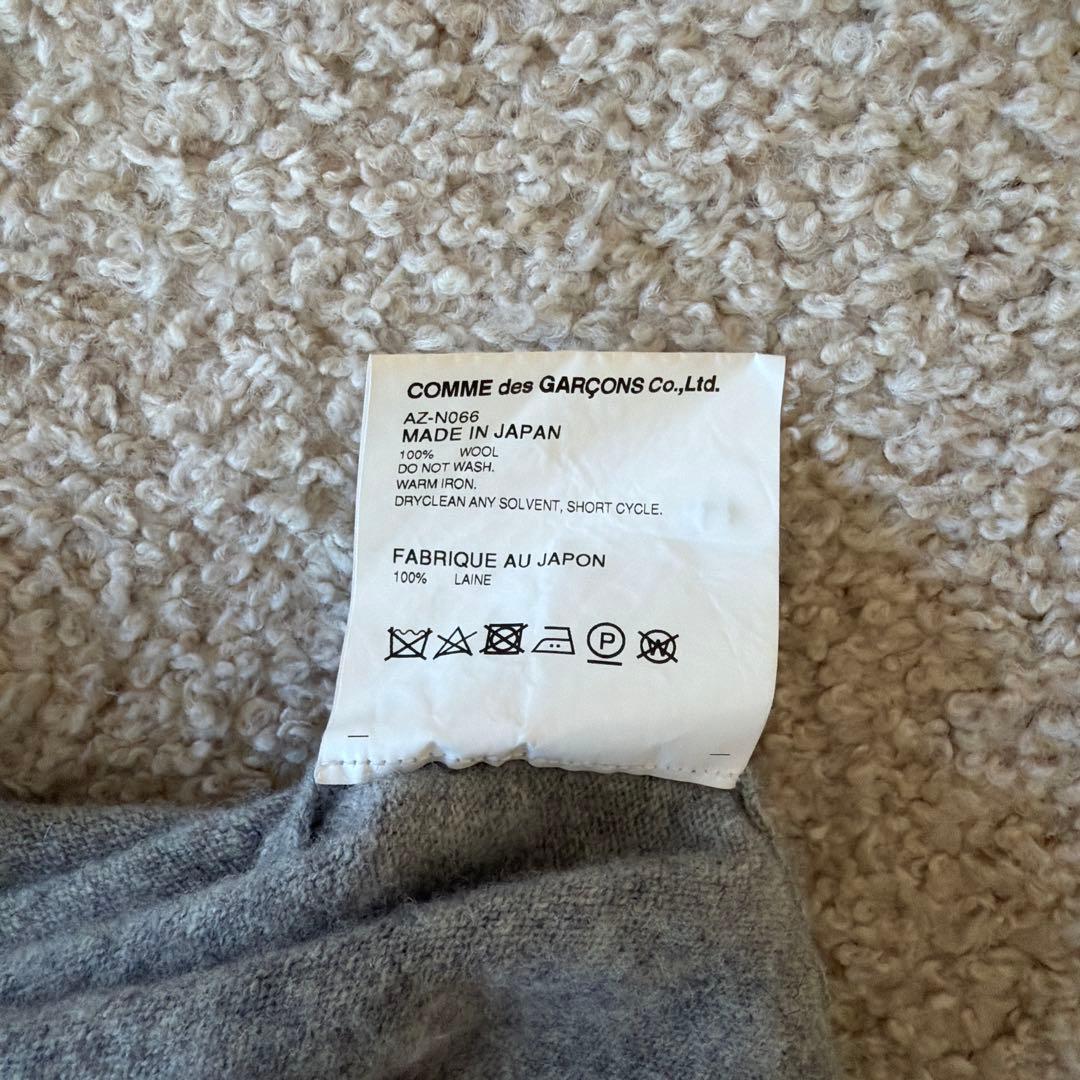 COMME des GARÇONS Co.,Ltd.
AZ-N066
MADE IN JAPAN
100% WOOL
DO NOT WASH.
WARM IRON.
DRYCLEAN ANY SOLVENT, SHORT CYCLE.
FABRIQUE AU JAPON
100% LAINE
P W